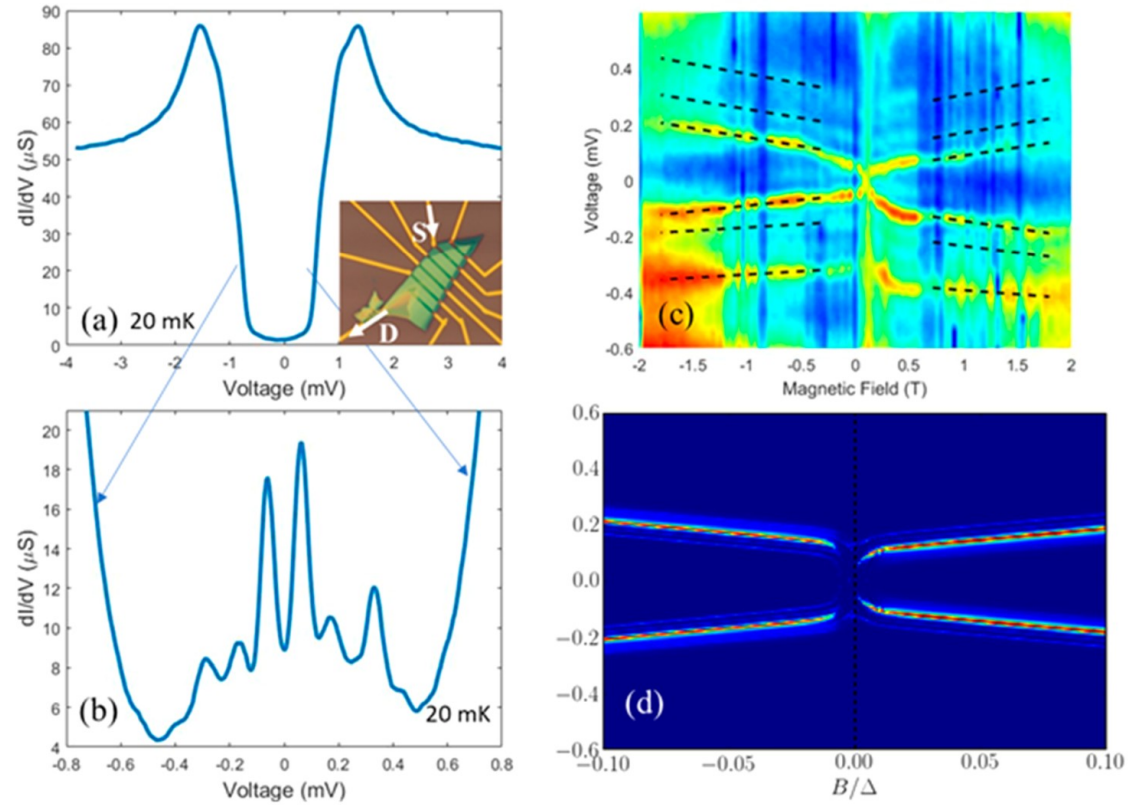 90
80
70
60
50
40
30
20
10
0
dI/dV (μS)
(a) 20 mK
S
D
-4 -3 -2 -1 0 1 2 3 4
Voltage (mV)
20
18
16
14
12
10
8
6
4
dI/dV (μS)
(b)
20 mK
-0.8 -0.6 -0.4 -0.2 0 0.2 0.4 0.6 0.8
Voltage (mV)
0.4
0.2
0
-0.2
-0.4
-0.6
Voltage (mV)
(c)
-2 -1.5 -1 -0.5 0 0.5 1 1.5 2
Magnetic Field (T)
0.6
0.4
0.2
0.0
−0.2
−0.4
−0.6
(d)
−0.10 −0.05 0.00 0.05 0.10
B/Δ